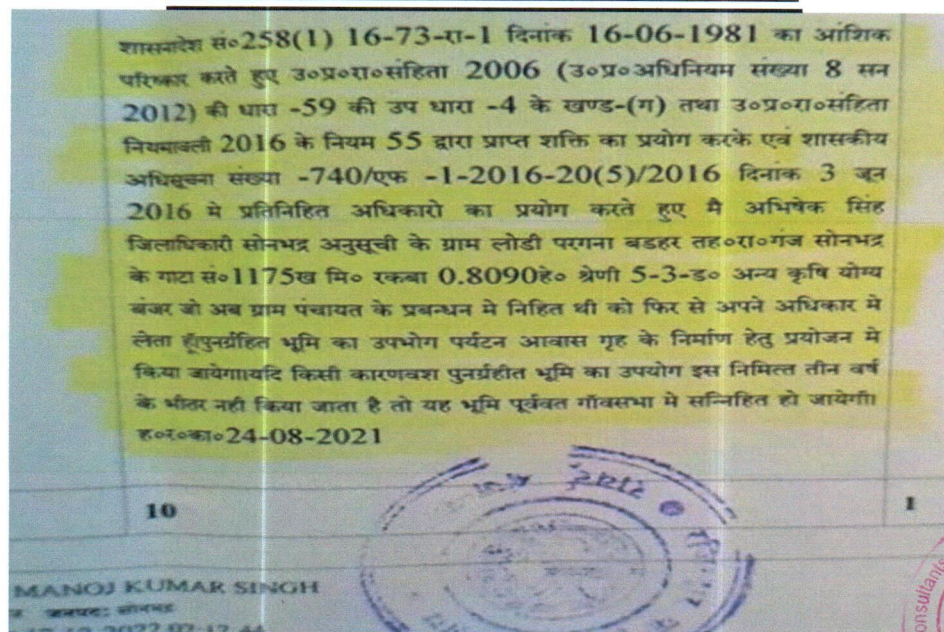 शासनादेश सं०258(1) 16-73-रा-1 दिनांक 16-06-1981 का आंशिक
परिष्कार करते हुए उ०प्र०रा०संहिता 2006 (उ०प्र०अधिनियम संख्या 8 सन
2012) की धारा -59 की उप धारा -4 के खण्ड-(ग) तथा उ०प्र०रा०संहिता
नियमावली 2016 के नियम 55 द्वारा प्राप्त शक्ति का प्रयोग करके एवं शासकीय
अधिसूचना संख्या -740/एफ -1-2016-20(5)/2016 दिनांक 3 जून
2016 मे प्रतिनिहित अधिकारो का प्रयोग करते हुए मै अभिषेक सिंह
जिलाधिकारी सोनभद्र अनुसूची के ग्राम लोडी परगना बडहर तह०रा०गंज सोनभद्र
के गाटा सं०1175ख मि० रकबा 0.8090हे० श्रेणी 5-3-ड० अन्य कृषि योग्य
बंजर जो अब ग्राम पंचायत के प्रबन्धन मे निहित थी को फिर से अपने अधिकार मे
लेता हूँ।पुनर्ग्रहित भूमि का उपभोग पर्यटन आवास गृह के निर्माण हेतु प्रयोजन मे
किया जायेगा।यदि किसी कारणवश पुनर्ग्रहीत भूमि का उपयोग इस निमित्त तीन वर्ष
के भीतर नही किया जाता है तो यह भूमि पूर्ववत गॉवसभा मे सन्निहित हो जायेगी।
ह०र०का०24-08-2021
10
1
MANOJ KUMAR SINGH
जनपद: सोनभद्र
onsultants